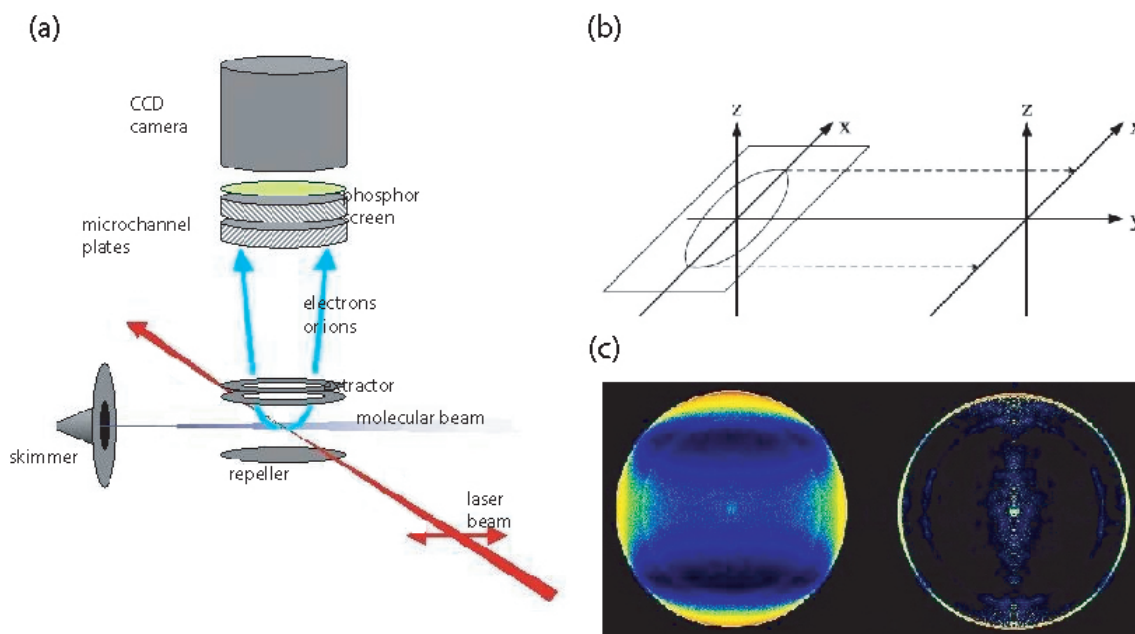 (a)
CCD
camera
phosphor
screen
microchannel
plates
electrons
or ions
extractor
molecular beam
skimmer
repeller
laser
beam
(b)
z
x
z
x
y
(c)